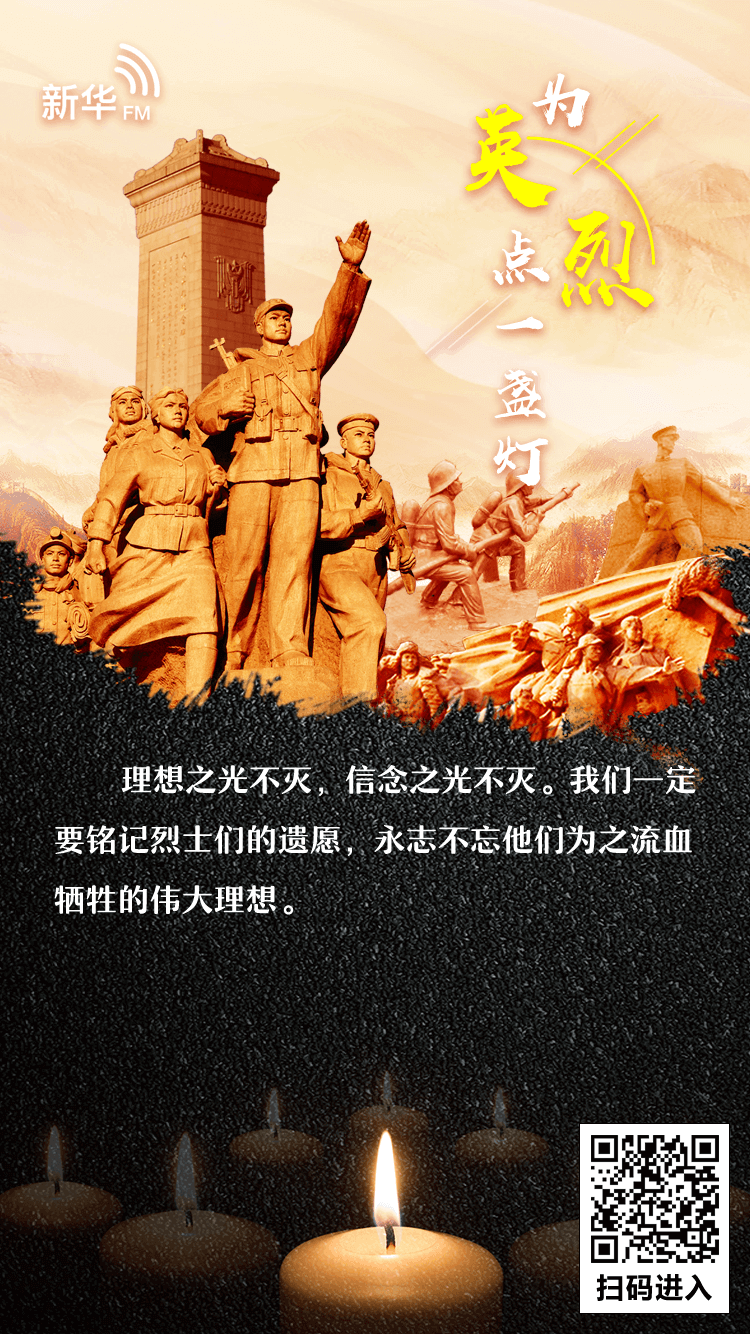 新华FM
为
英烈
点一盏灯
理想之光不灭，信念之光不灭。我们一定
要铭记烈士们的遗愿，永志不忘他们为之流血
牺牲的伟大理想。
扫码进入